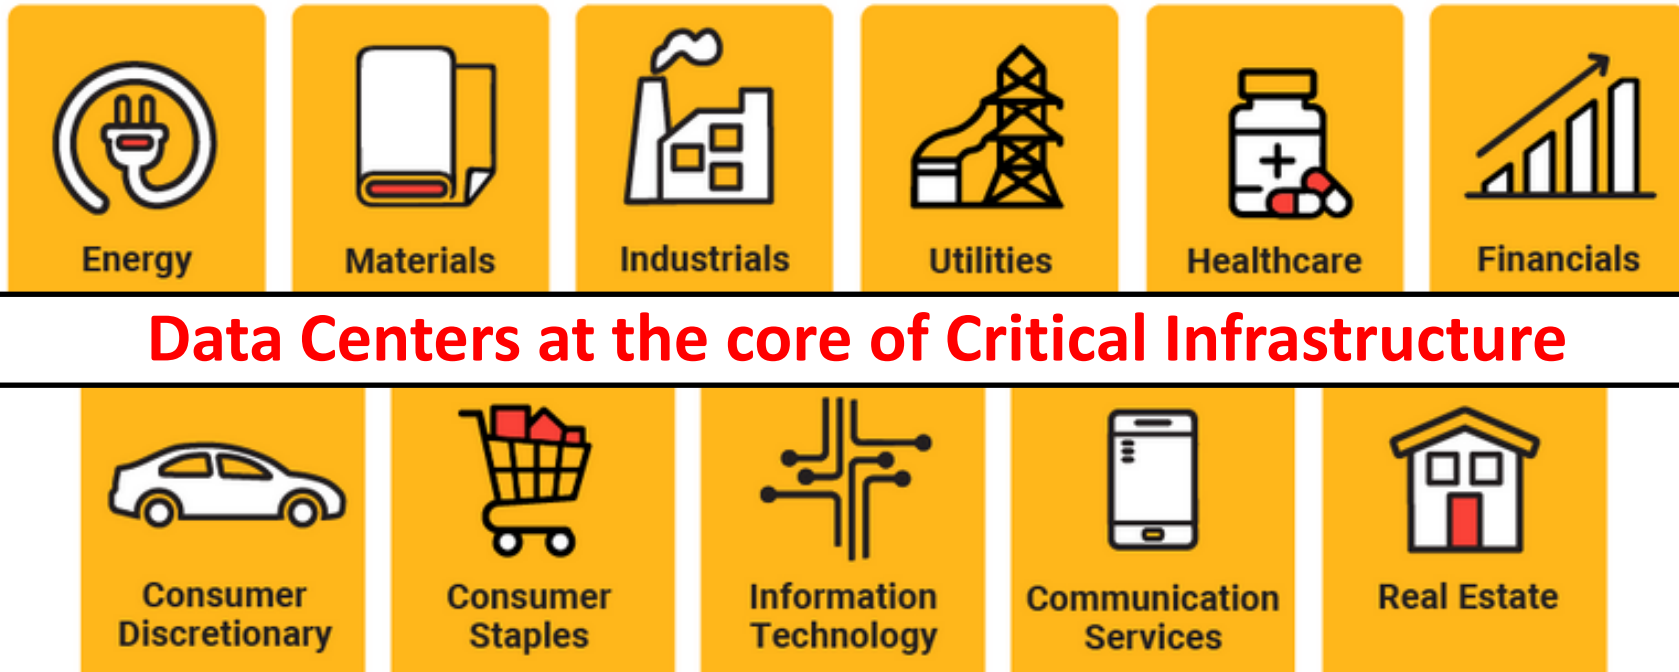 Energy
Materials
Industrials
Utilities
Healthcare
Financials
Data Centers at the core of Critical Infrastructure
Consumer
Discretionary
Consumer
Staples
Information
Technology
Communication
Services
Real Estate